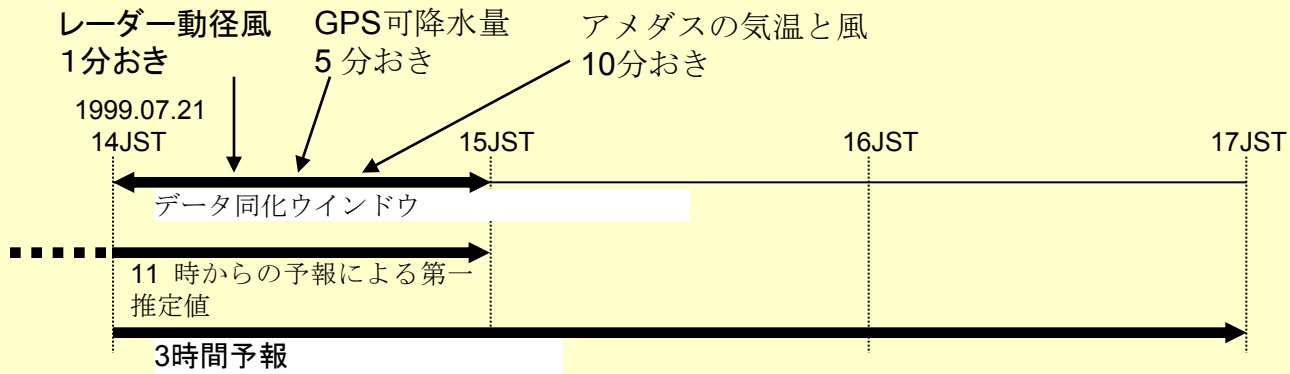 レーダー動径風
１分おき
GPS可降水量
5 分おき
アメダスの気温と風
10分おき
1999.07.21
14JST
15JST
16JST
17JST
データ同化ウインドウ
11 時からの予報による第一
推定値
3時間予報